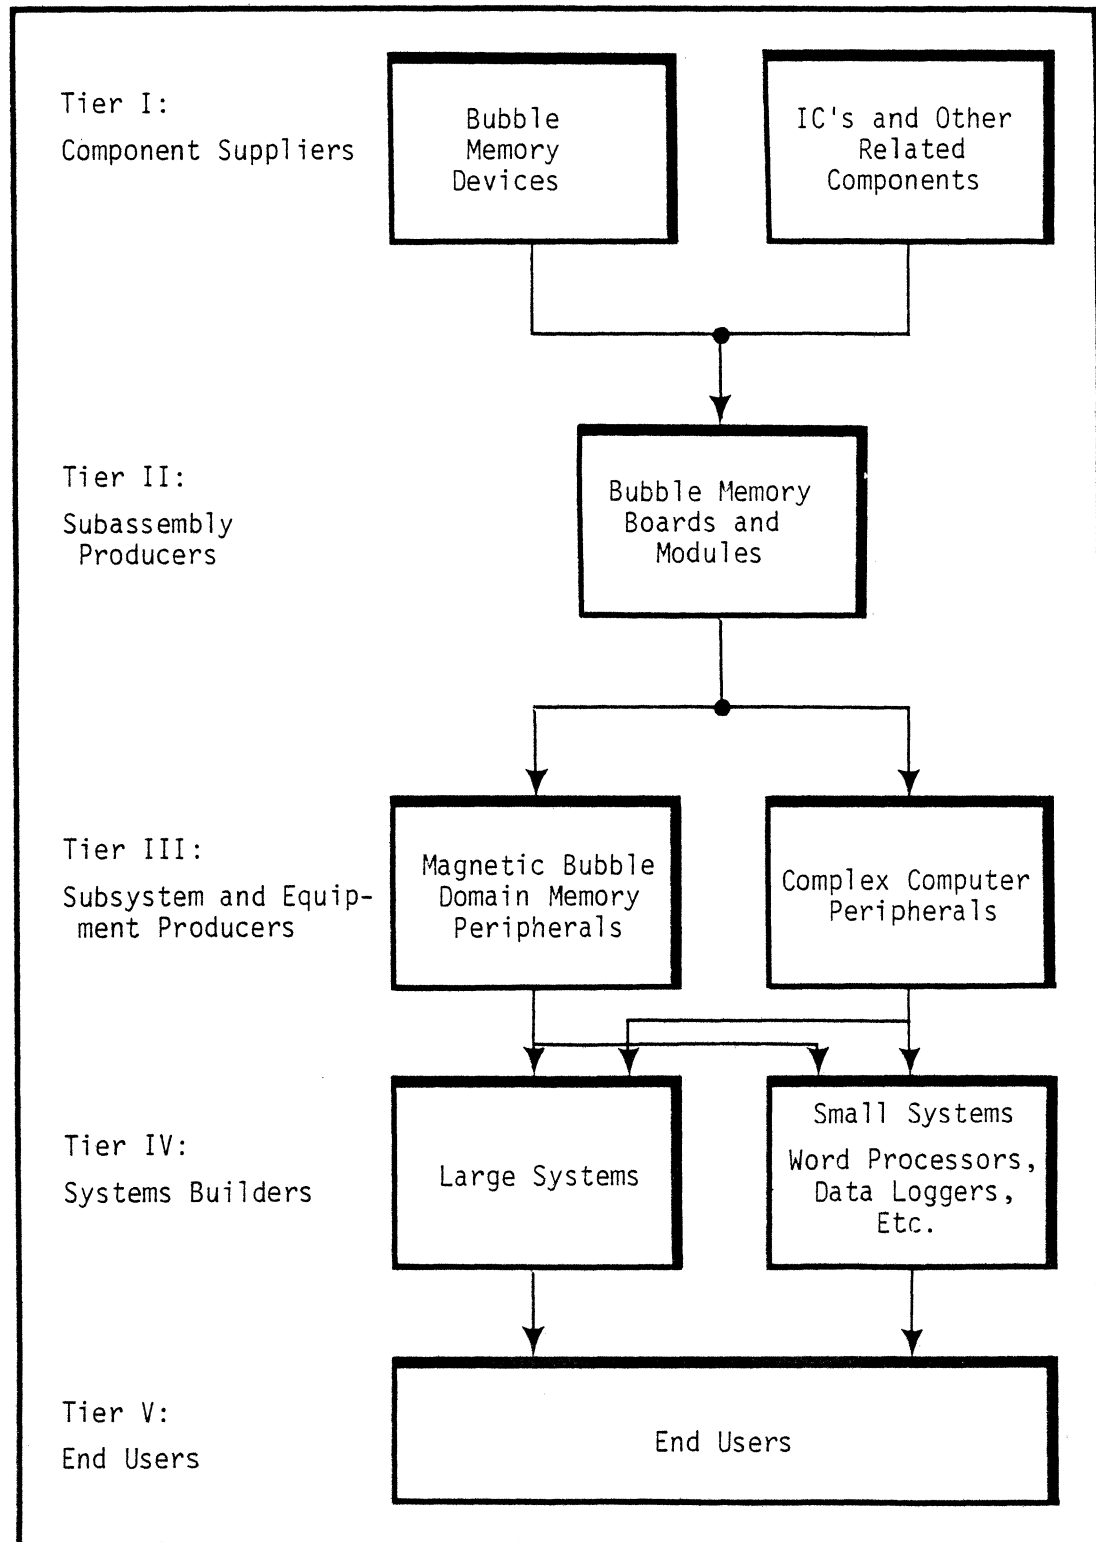 Tier I:
Component Suppliers
Bubble
Memory
Devices
IC's and Other
Related
Components
Tier II:
Subassembly
Producers
Bubble Memory
Boards and
Modules
Tier III:
Subsystem and Equip-
ment Producers
Magnetic Bubble
Domain Memory
Peripherals
Complex Computer
Peripherals
Tier IV:
Systems Builders
Large Systems
Small Systems
Word Processors,
Data Loggers,
Etc.
Tier V:
End Users
End Users